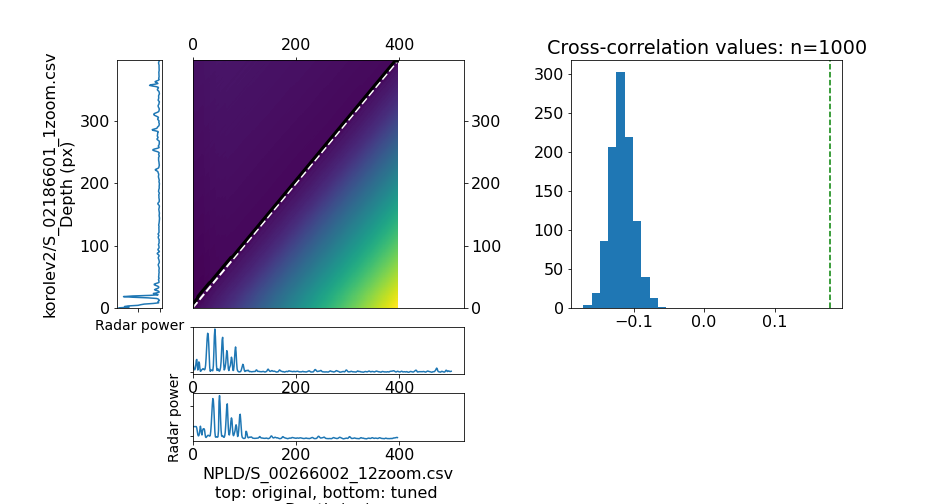 0 200 400
Cross-correlation values: n=1000
korolev2/S_02186601_1zoom.csv
Depth (px)
300
200
100
0
300
200
100
0
300
250
200
150
100
50
0
−0.1 0.0 0.1
Radar power
0 200 400
Radar power
0 200 400
NPLD/S_00266002_12zoom.csv
top: original, bottom: tuned